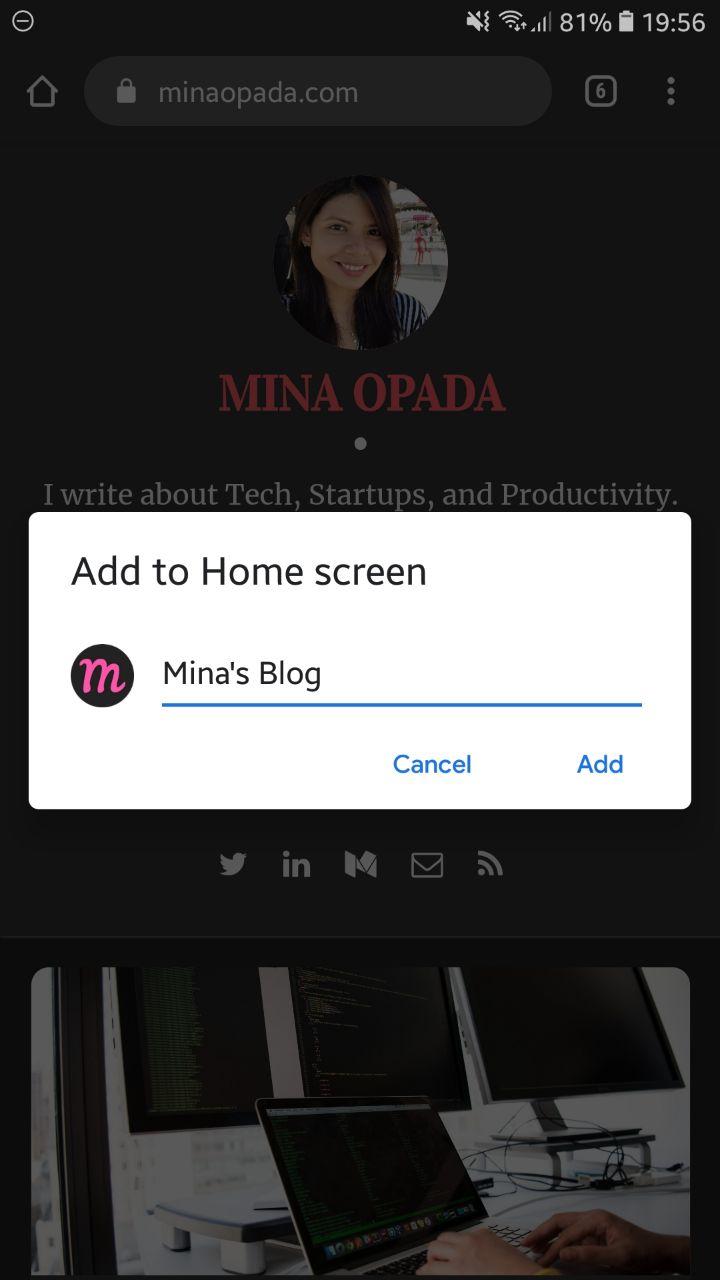 81% 19:56
minaopada.com 6
MINA OPADA
I write about Tech, Startups, and Productivity.
Add to Home screen
m Mina's Blog
Cancel Add